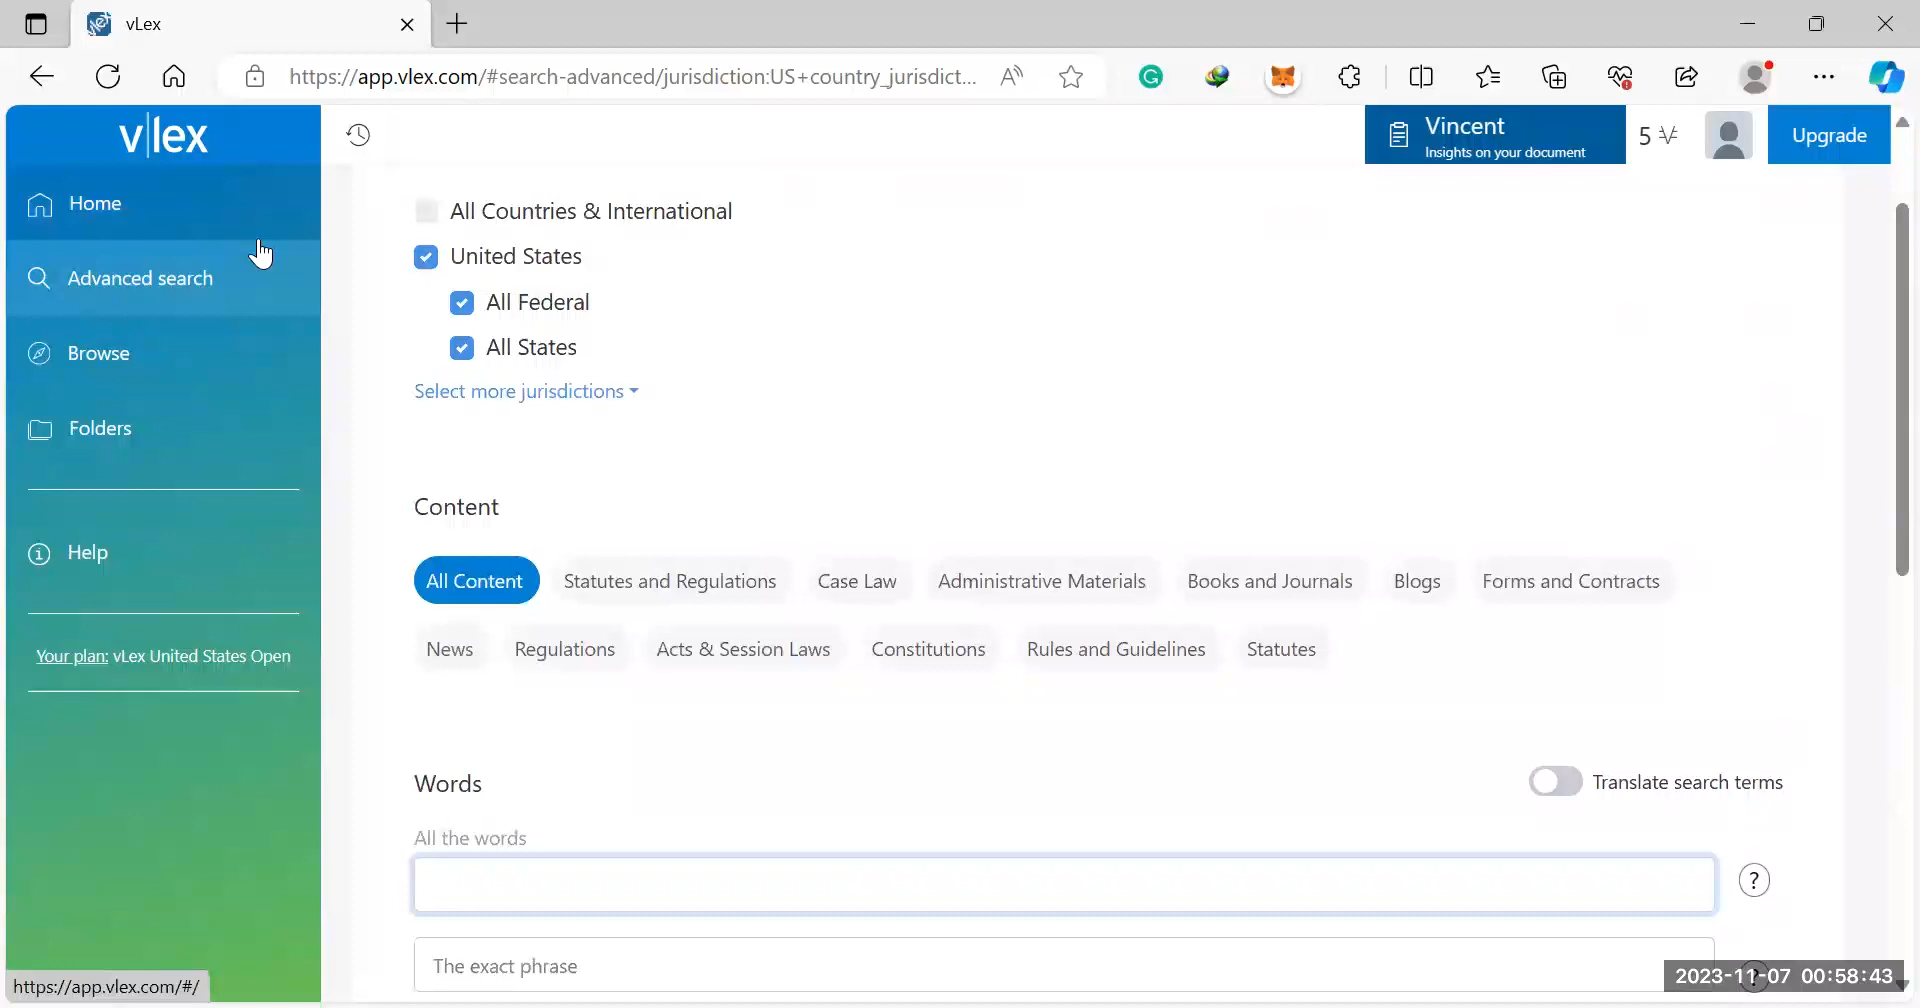 vLex
https://app.vlex.com/#search-advanced/jurisdiction:US+country_jurisdict...
v|lex
Vincent
Insights on your document
5
Upgrade
Home
Advanced search
Browse
Folders
Help
Your plan: vLex United States Open
All Countries & International
United States
All Federal
All States
Select more jurisdictions
Content
All Content
Statutes and Regulations
Case Law
Administrative Materials
Books and Journals
Blogs
Forms and Contracts
News
Regulations
Acts & Session Laws
Constitutions
Rules and Guidelines
Statutes
Words
Translate search terms
All the words
?
The exact phrase
https://app.vlex.com/#/
2023-11-07 00:58:43